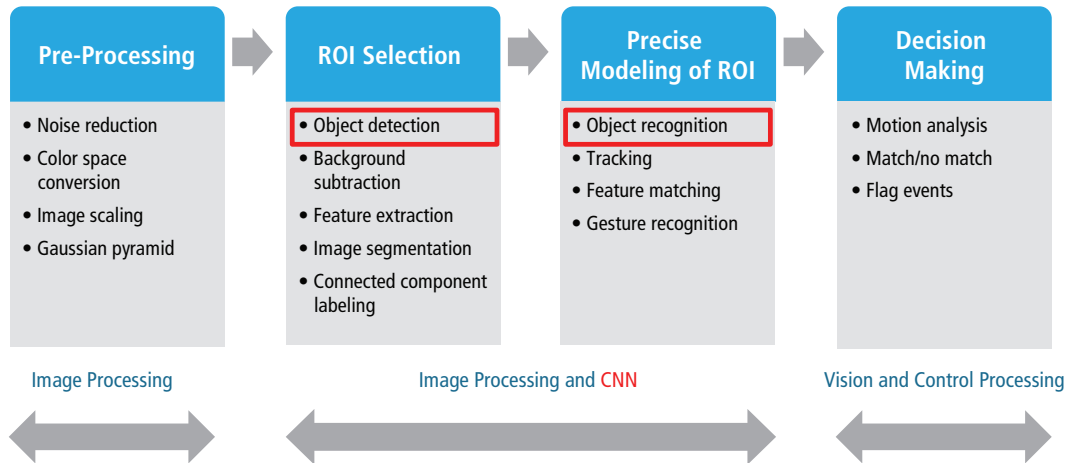 Pre-Processing
• Noise reduction
• Color space
conversion
• Image scaling
• Gaussian pyramid
ROI Selection
• Object detection
• Background
subtraction
• Feature extraction
• Image segmentation
• Connected component
labeling
Precise
Modeling of ROI
• Object recognition
• Tracking
• Feature matching
• Gesture recognition
Decision
Making
• Motion analysis
• Match/no match
• Flag events
Image Processing
Image Processing and CNN
Vision and Control Processing